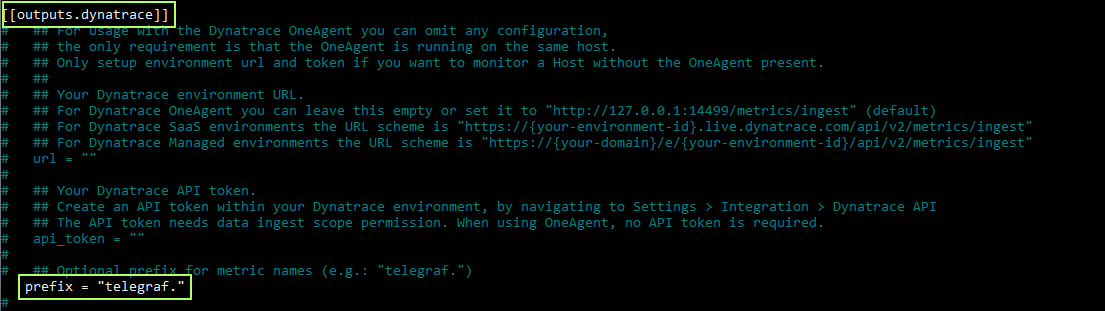 [[outputs.dynatrace]]
#   ## For usage with the Dynatrace OneAgent you can omit any configuration,
#   ## the only requirement is that the OneAgent is running on the same host.
#   ## Only setup environment url and token if you want to monitor a Host without the OneAgent present.
#   ##
#   ## Your Dynatrace environment URL.
#   ## For Dynatrace OneAgent you can leave this empty or set it to "http://127.0.0.1:14499/metrics/ingest" (default)
#   ## For Dynatrace SaaS environments the URL scheme is "https://{your-environment-id}.live.dynatrace.com/api/v2/metrics/ingest"
#   ## For Dynatrace Managed environments the URL scheme is "https://{your-domain}/e/{your-environment-id}/api/v2/metrics/ingest"
#   url = ""
#
#   ## Your Dynatrace API token.
#   ## Create an API token within your Dynatrace environment, by navigating to Settings > Integration > Dynatrace API
#   ## The API token needs data ingest scope permission. When using OneAgent, no API token is required.
#   api_token = ""
#
#   ## Optional prefix for metric names (e.g.: "telegraf.")
   prefix = "telegraf."
#